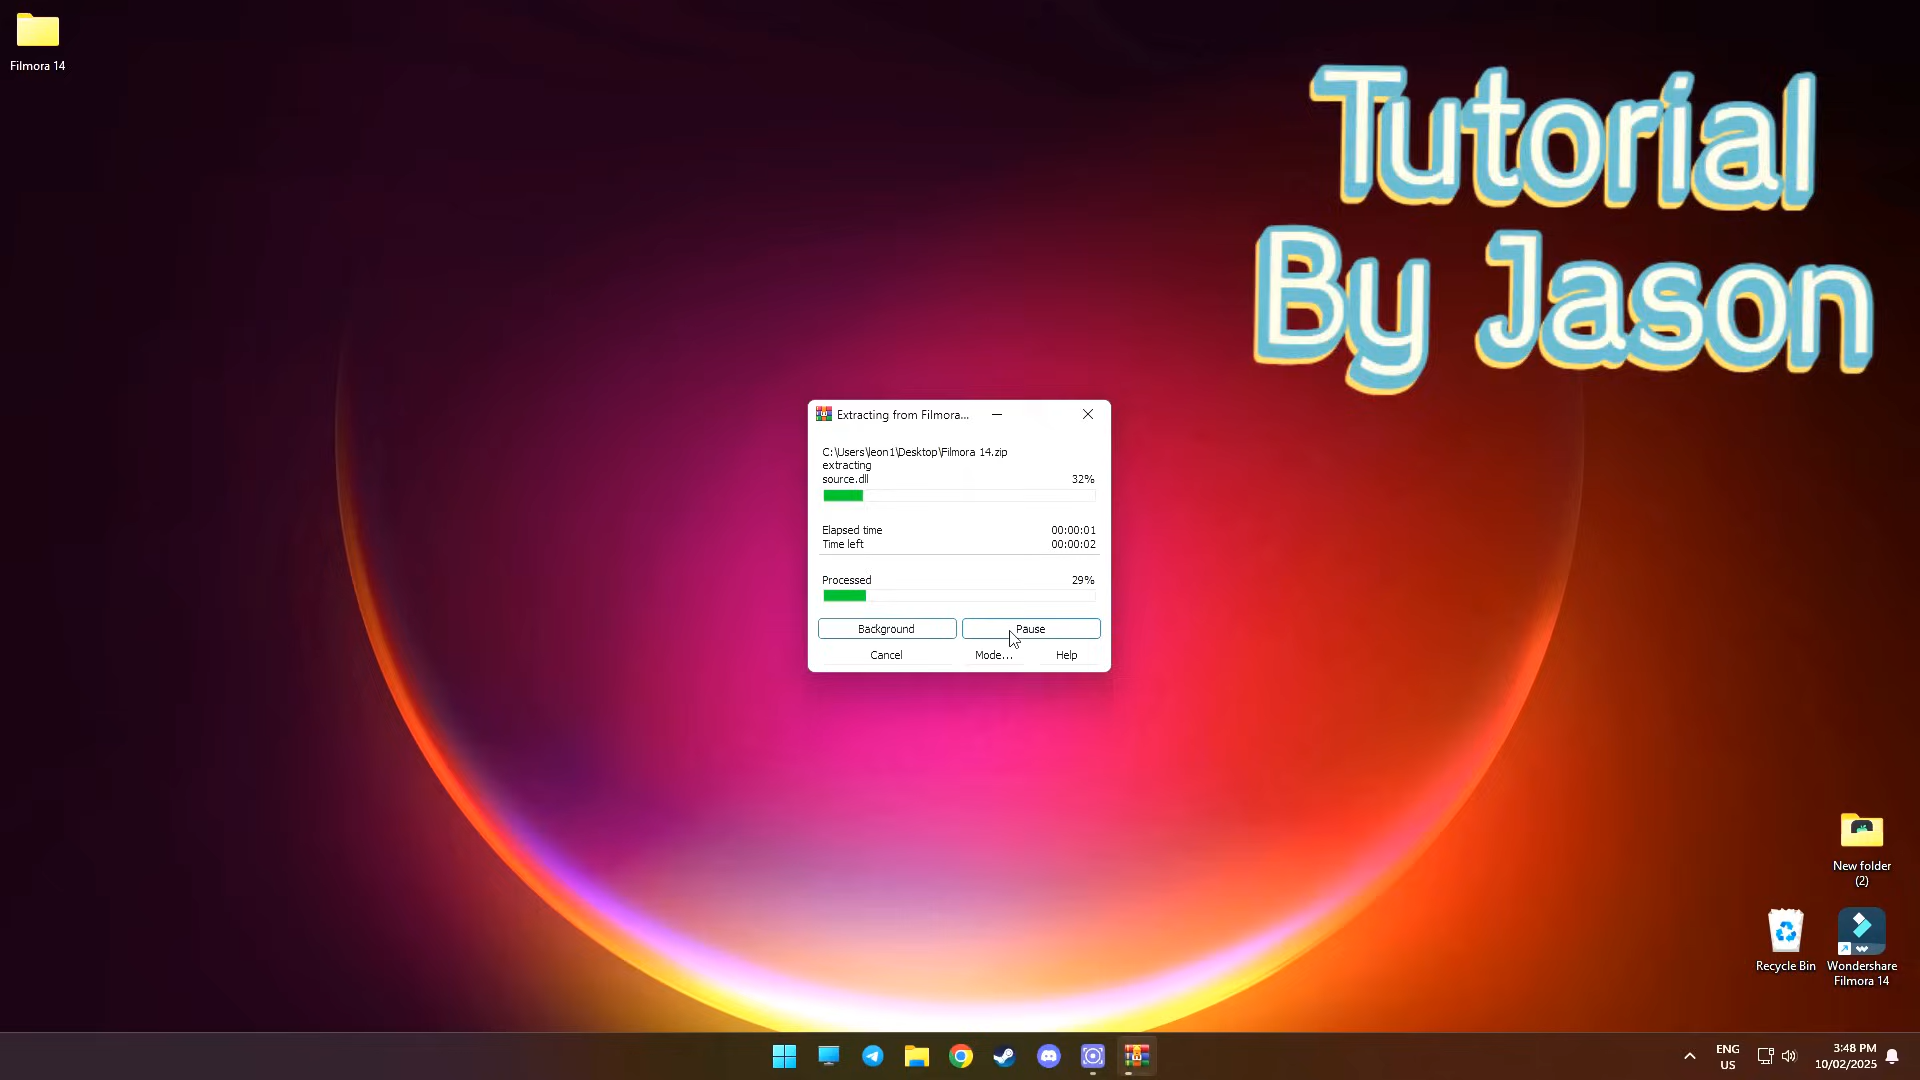 Filmora 14
Tutorial
By Jason
Extracting from Filmora...
C:\Users\leon1\Desktop\Filmora 14.zip
extracting
source.dll 32%
Elapsed time 00:00:01
Time left 00:00:02
Processed 29%
Background Pause
Cancel Mode... Help
New folder
(2)
Recycle Bin
Wondershare
Filmora 14
ENG
US
3:48 PM
10/02/2025